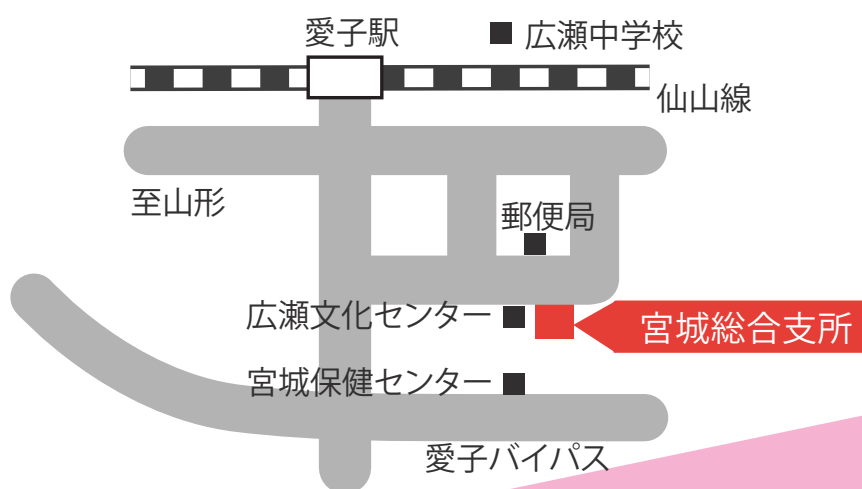 愛子駅
広瀬中学校
仙山線
至山形
郵便局
広瀬文化センター
宮城総合支所
宮城保健センター
愛子バイパス